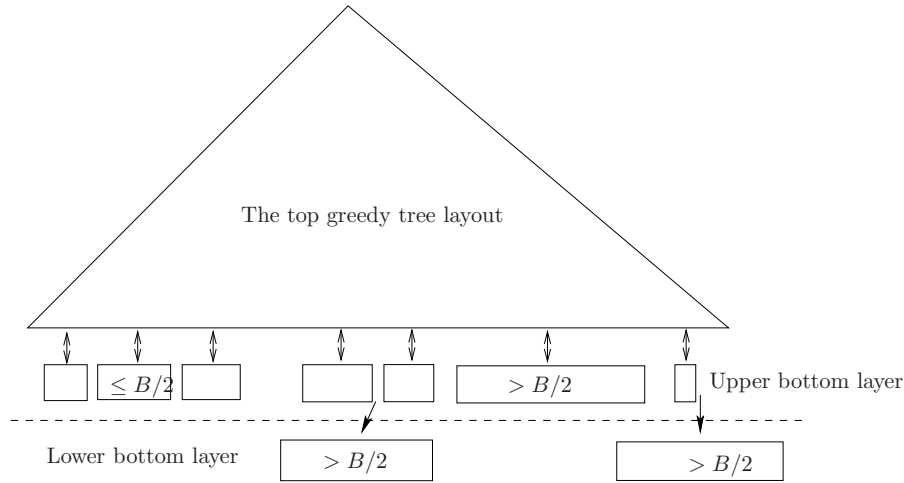 The top greedy tree layout
≤ B/2
> B/2
Upper bottom layer
Lower bottom layer
> B/2
> B/2